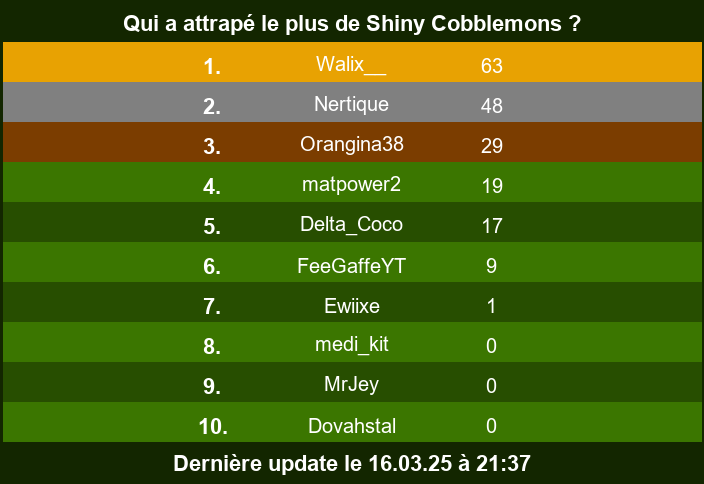 Qui a attrapé le plus de Shiny Cobblemons ?
1. Walix__ 63
2. Nertique 48
3. Orangina38 29
4. matpower2 19
5. Delta_Coco 17
6. FeeGaffeYT 9
7. Ewiixe 1
8. medi_kit 0
9. MrJey 0
10. Dovahstal 0
Dernière update le 16.03.25 à 21:37